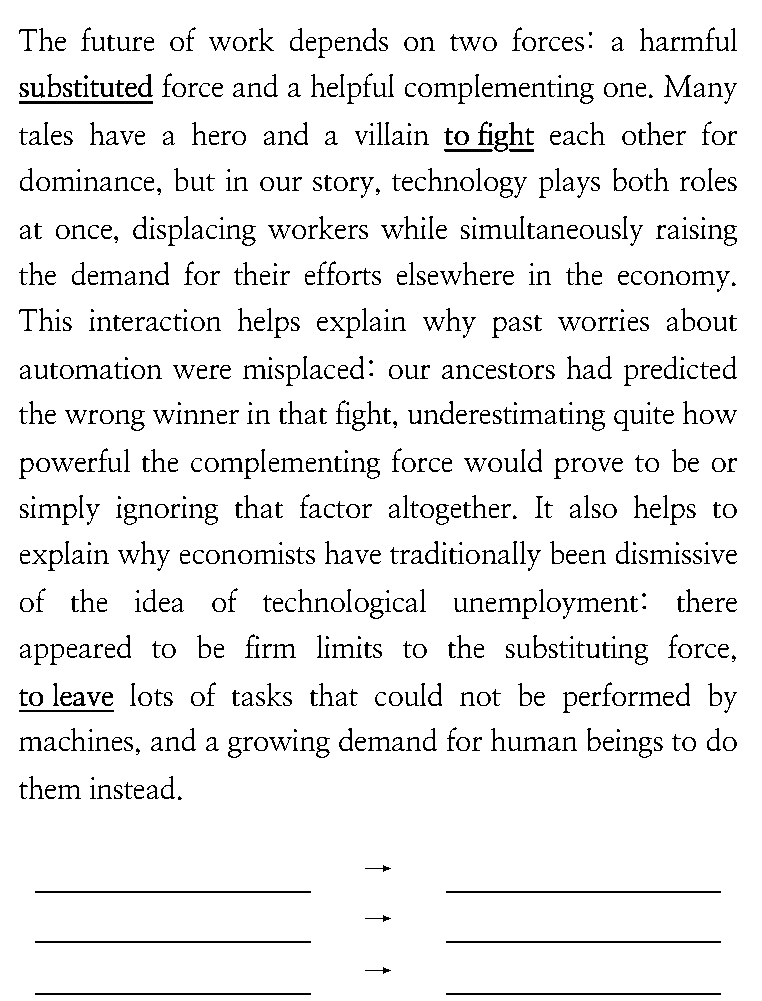 The future of work depends on two forces: a harmful
substituted force and a helpful complementing one. Many
tales have a hero and a villain to fight each other for
dominance, but in our story, technology plays both roles
at once, displacing workers while simultaneously raising
the demand for their efforts elsewhere in the economy.
This interaction helps explain why past worries about
automation were misplaced: our ancestors had predicted
the wrong winner in that fight, underestimating quite how
powerful the complementing force would prove to be or
simply ignoring that factor altogether. It also helps to
explain why economists have traditionally been dismissive
of the idea of technological unemployment: there
appeared to be firm limits to the substituting force,
to leave lots of tasks that could not be performed by
machines, and a growing demand for human beings to do
them instead.
→
→
→